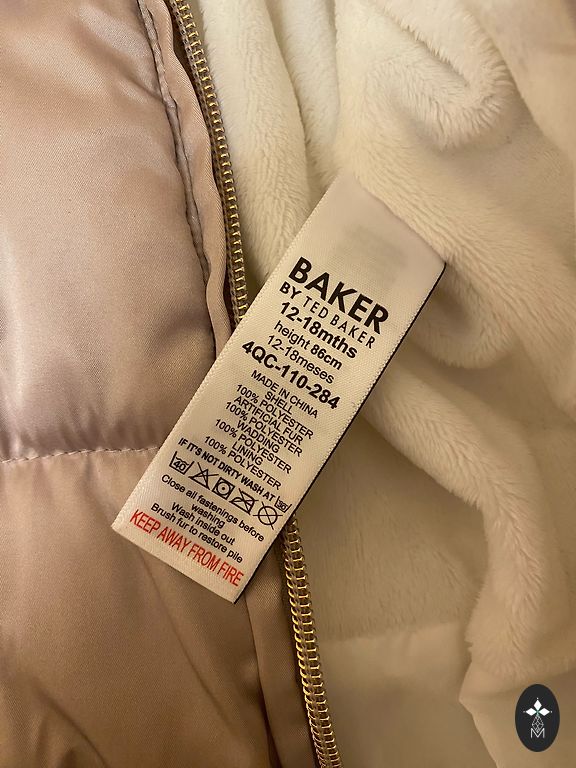 BAKER
BY TED BAKER
12-18mths
height 86cm
12-18meses
4QC-110-284
MADE IN CHINA
SHELL
100% POLYESTER
ARTIFICIAL FUR
100% POLYESTER
WADDING
100% POLYESTER
LINING
100% POLYESTER
IF IT'S NOT DIRTY WASH AT 30°
40°
Close all fastenings before
washing
Wash inside out
Brush fur to restore pile
KEEP AWAY FROM FIRE
M